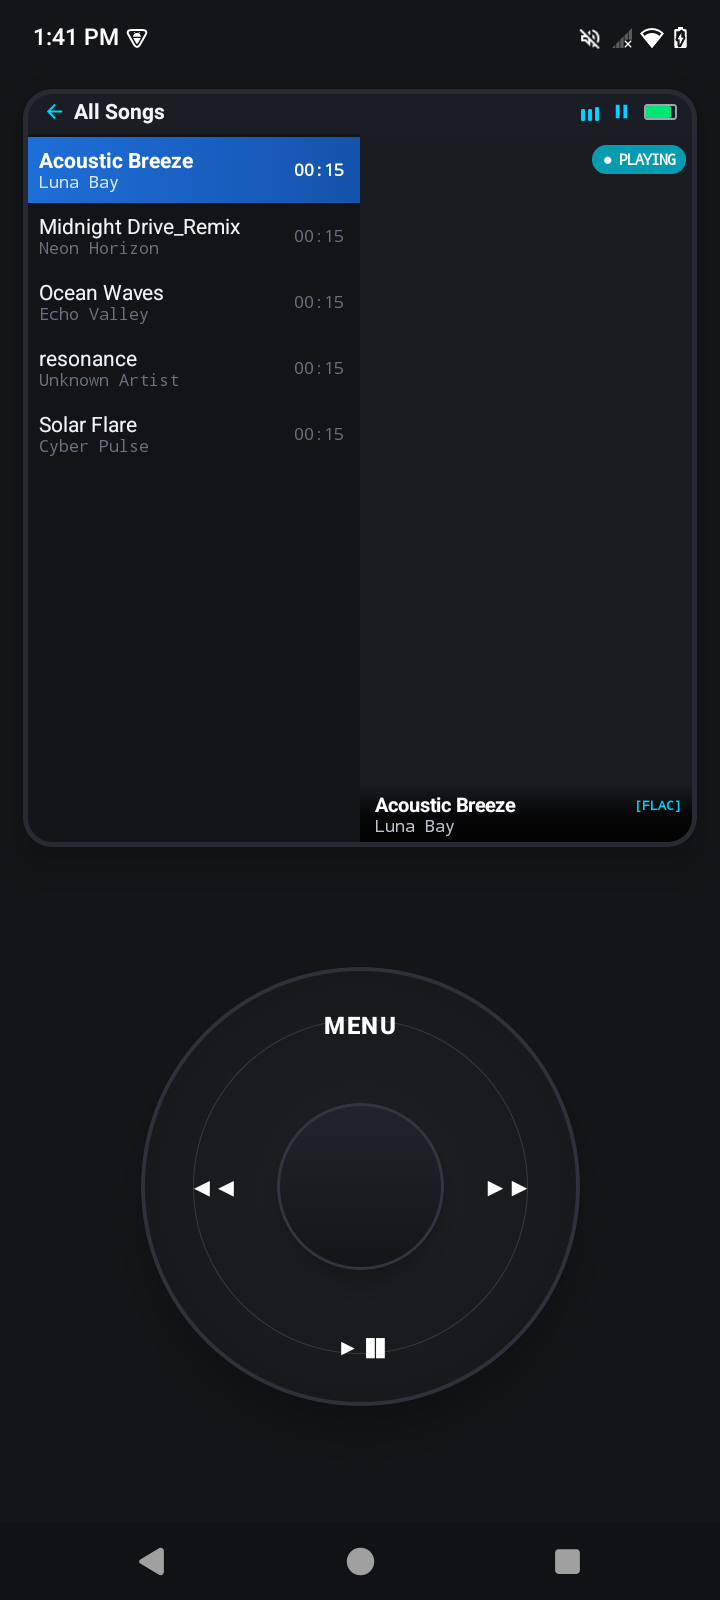 1:41 PM
All Songs
Acoustic Breeze
Luna Bay
00:15
Midnight Drive_Remix
Neon Horizon
00:15
Ocean Waves
Echo Valley
00:15
resonance
Unknown Artist
00:15
Solar Flare
Cyber Pulse
00:15
● PLAYING
Acoustic Breeze
[FLAC]
Luna Bay
MENU